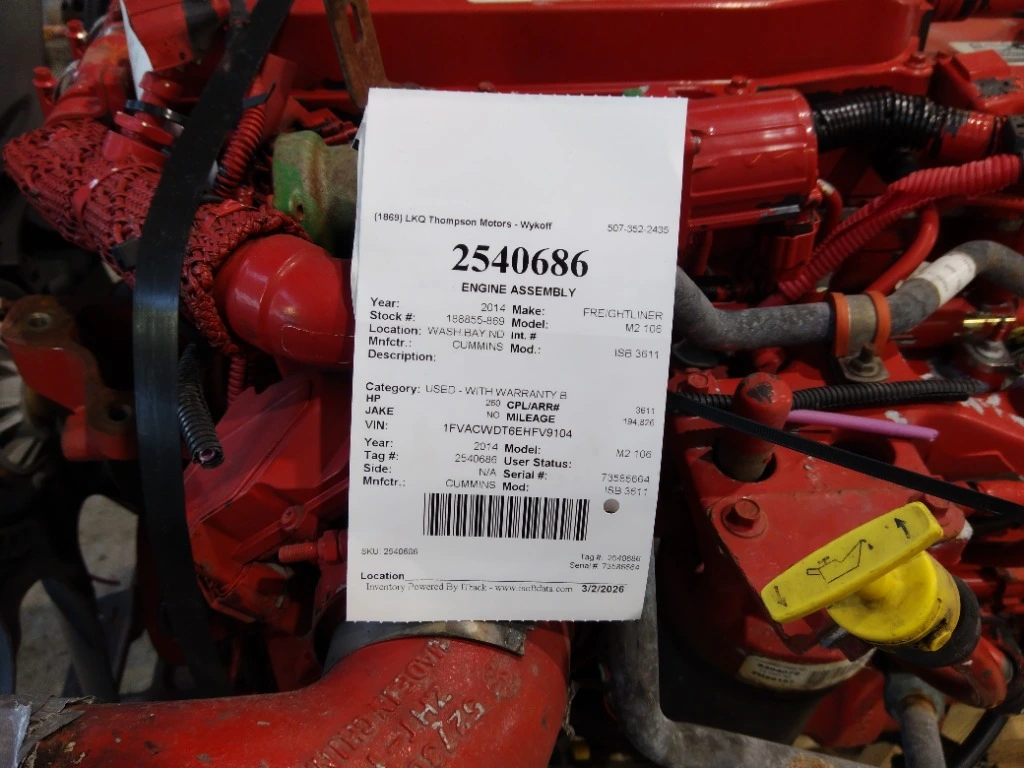 (1869) LKQ Thompson Motors - Wykoff 507-352-2435
2540686
ENGINE ASSEMBLY
Year: 2014 Make: FREIGHTLINER
Stock #: 188855-869 Model: M2 106
Location: WASH BAY ND Int. #
Mnfctr.: CUMMINS Mod.: ISB 3611
Description:
Category: USED - WITH WARRANTY B
HP 260 CPL/ARR# 3611
JAKE NO MILEAGE 194,826
VIN: 1FVACWDT6EHFV9104
Year: 2014 Model: M2 106
Tag #: 2540686 User Status:
Side: N/A Serial #: 73586664
Mnfctr.: CUMMINS Mod: ISB 3611
SKU: 2540686 Tag #: 2540686
Serial #: 73586664
Location
Inventory Powered By ITrack - www.isoftdata.com 3/2/2026